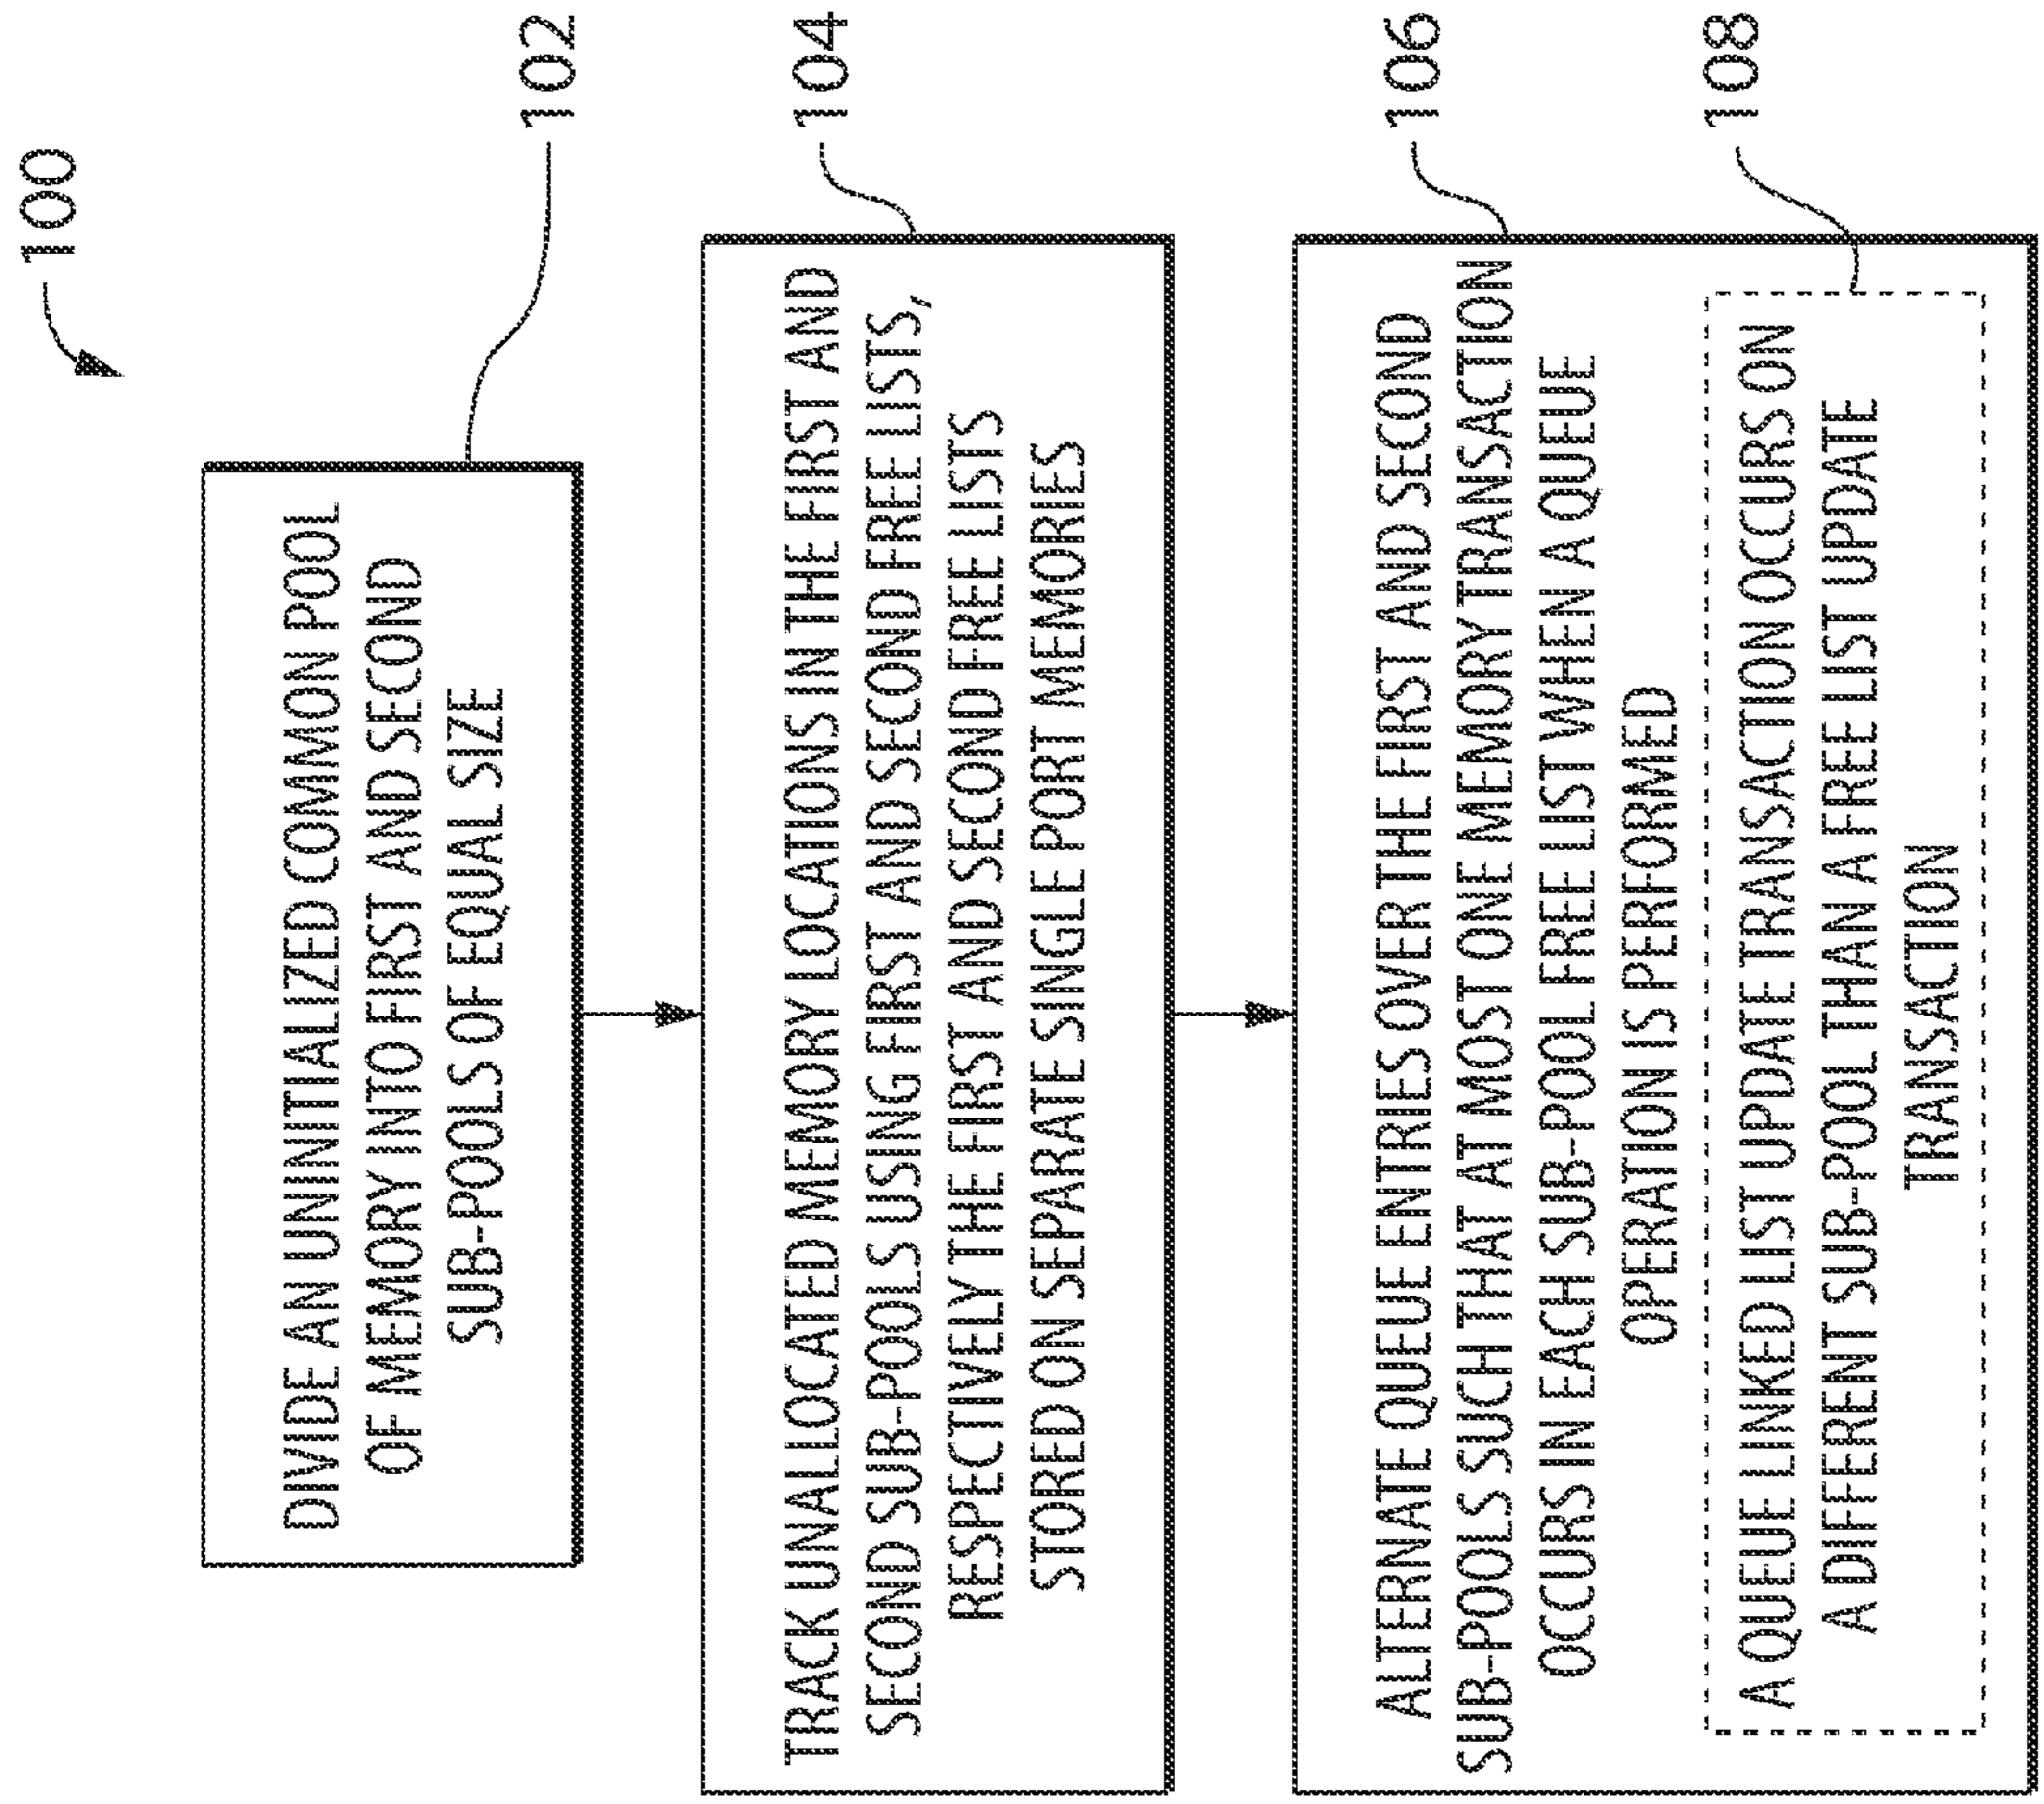 100
DIVIDE AN UNINITIALIZED COMMON POOL
OF MEMORY INTO FIRST AND SECOND
SUB-POOLS OF EQUAL SIZE
102
TRACK UNALLOCATED MEMORY LOCATIONS IN THE FIRST AND
SECOND SUB-POOLS USING FIRST AND SECOND FREE LISTS,
RESPECTIVELY THE FIRST AND SECOND FREE LISTS
STORED ON SEPARATE SINGLE PORT MEMORIES
104
ALTERNATE QUEUE ENTRIES OVER THE FIRST AND SECOND
SUB-POOLS SUCH THAT AT MOST ONE MEMORY TRANSACTION
OCCURS IN EACH SUB-POOL FREE LIST WHEN A QUEUE
OPERATION IS PERFORMED
106
A QUEUE LINKED LIST UPDATE TRANSACTION OCCURS ON
A DIFFERENT SUB-POOL THAN A FREE LIST UPDATE
TRANSACTION
108